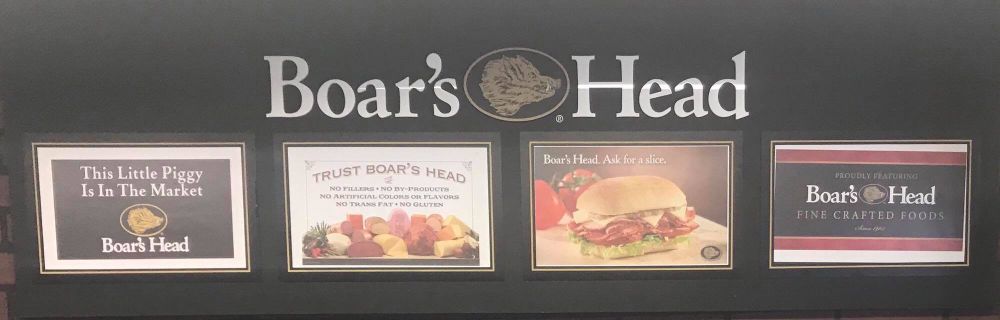 Boar's Head
®
This Little Piggy
Is In The Market
Boar's Head
TRUST BOAR'S HEAD
NO FILLERS • NO BY-PRODUCTS
NO ARTIFICIAL COLORS OR FLAVORS
NO TRANS FAT • NO GLUTEN
Boar's Head. Ask for a slice.
PROUDLY FEATURING
Boar's Head
FINE CRAFTED FOODS